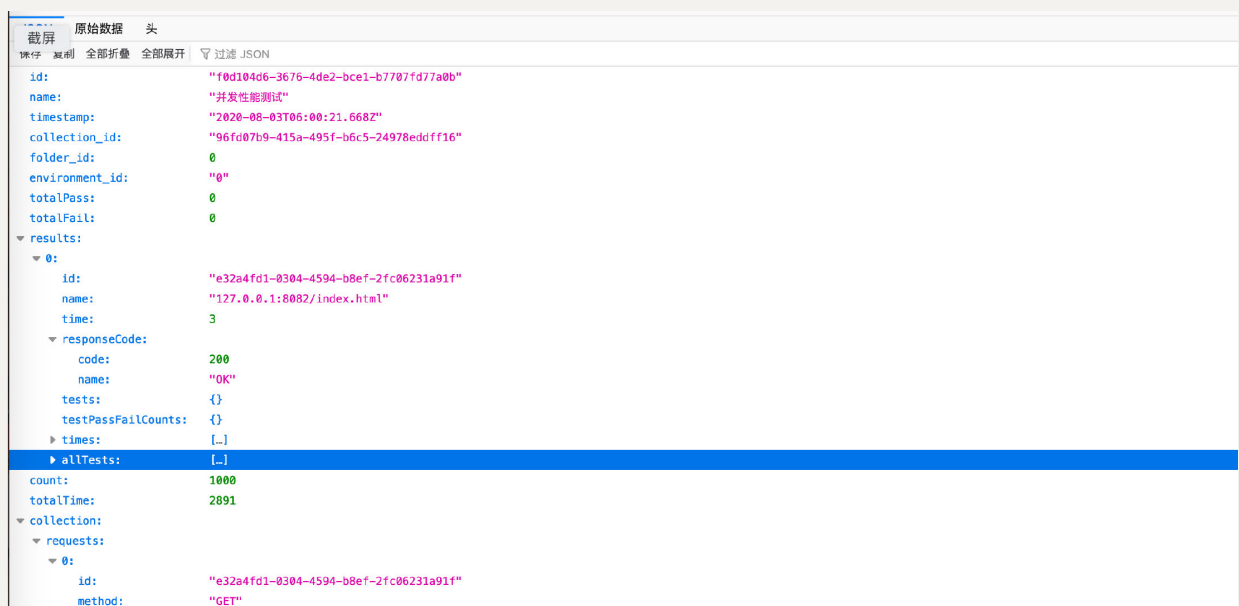 原始数据 头
截屏
保存 复制 全部折叠 全部展开 过滤 JSON
id: "f0d104d6-3676-4de2-bce1-b7707fd77a0b"
name: "并发性能测试"
timestamp: "2020-08-03T06:00:21.668Z"
collection_id: "96fd07b9-415a-495f-b6c5-24978eddff16"
folder_id: 0
environment_id: "0"
totalPass: 0
totalFail: 0
results:
0:
id: "e32a4fd1-0304-4594-b8ef-2fc06231a91f"
name: "127.0.0.1:8082/index.html"
time: 3
responseCode:
code: 200
name: "OK"
tests: {}
testPassFailCounts: {}
times: […]
allTests: […]
count: 1000
totalTime: 2891
collection:
requests:
0:
id: "e32a4fd1-0304-4594-b8ef-2fc06231a91f"
method: "GET"